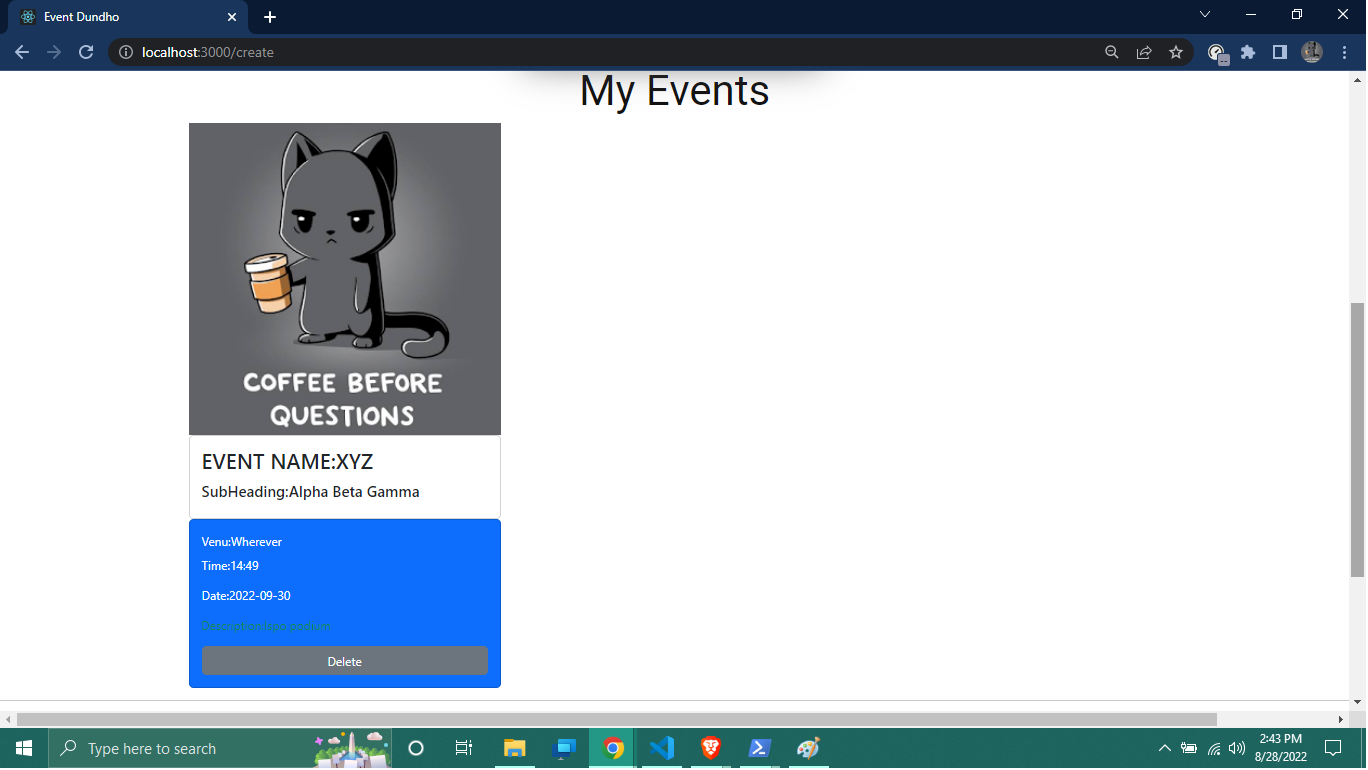 Event Dundho
localhost:3000/create
My Events
COFFEE BEFORE
QUESTIONS
EVENT NAME:XYZ
SubHeading:Alpha Beta Gamma
Venu:Wherever
Time:14:49
Date:2022-09-30
Delete
Type here to search
2:43 PM
8/28/2022